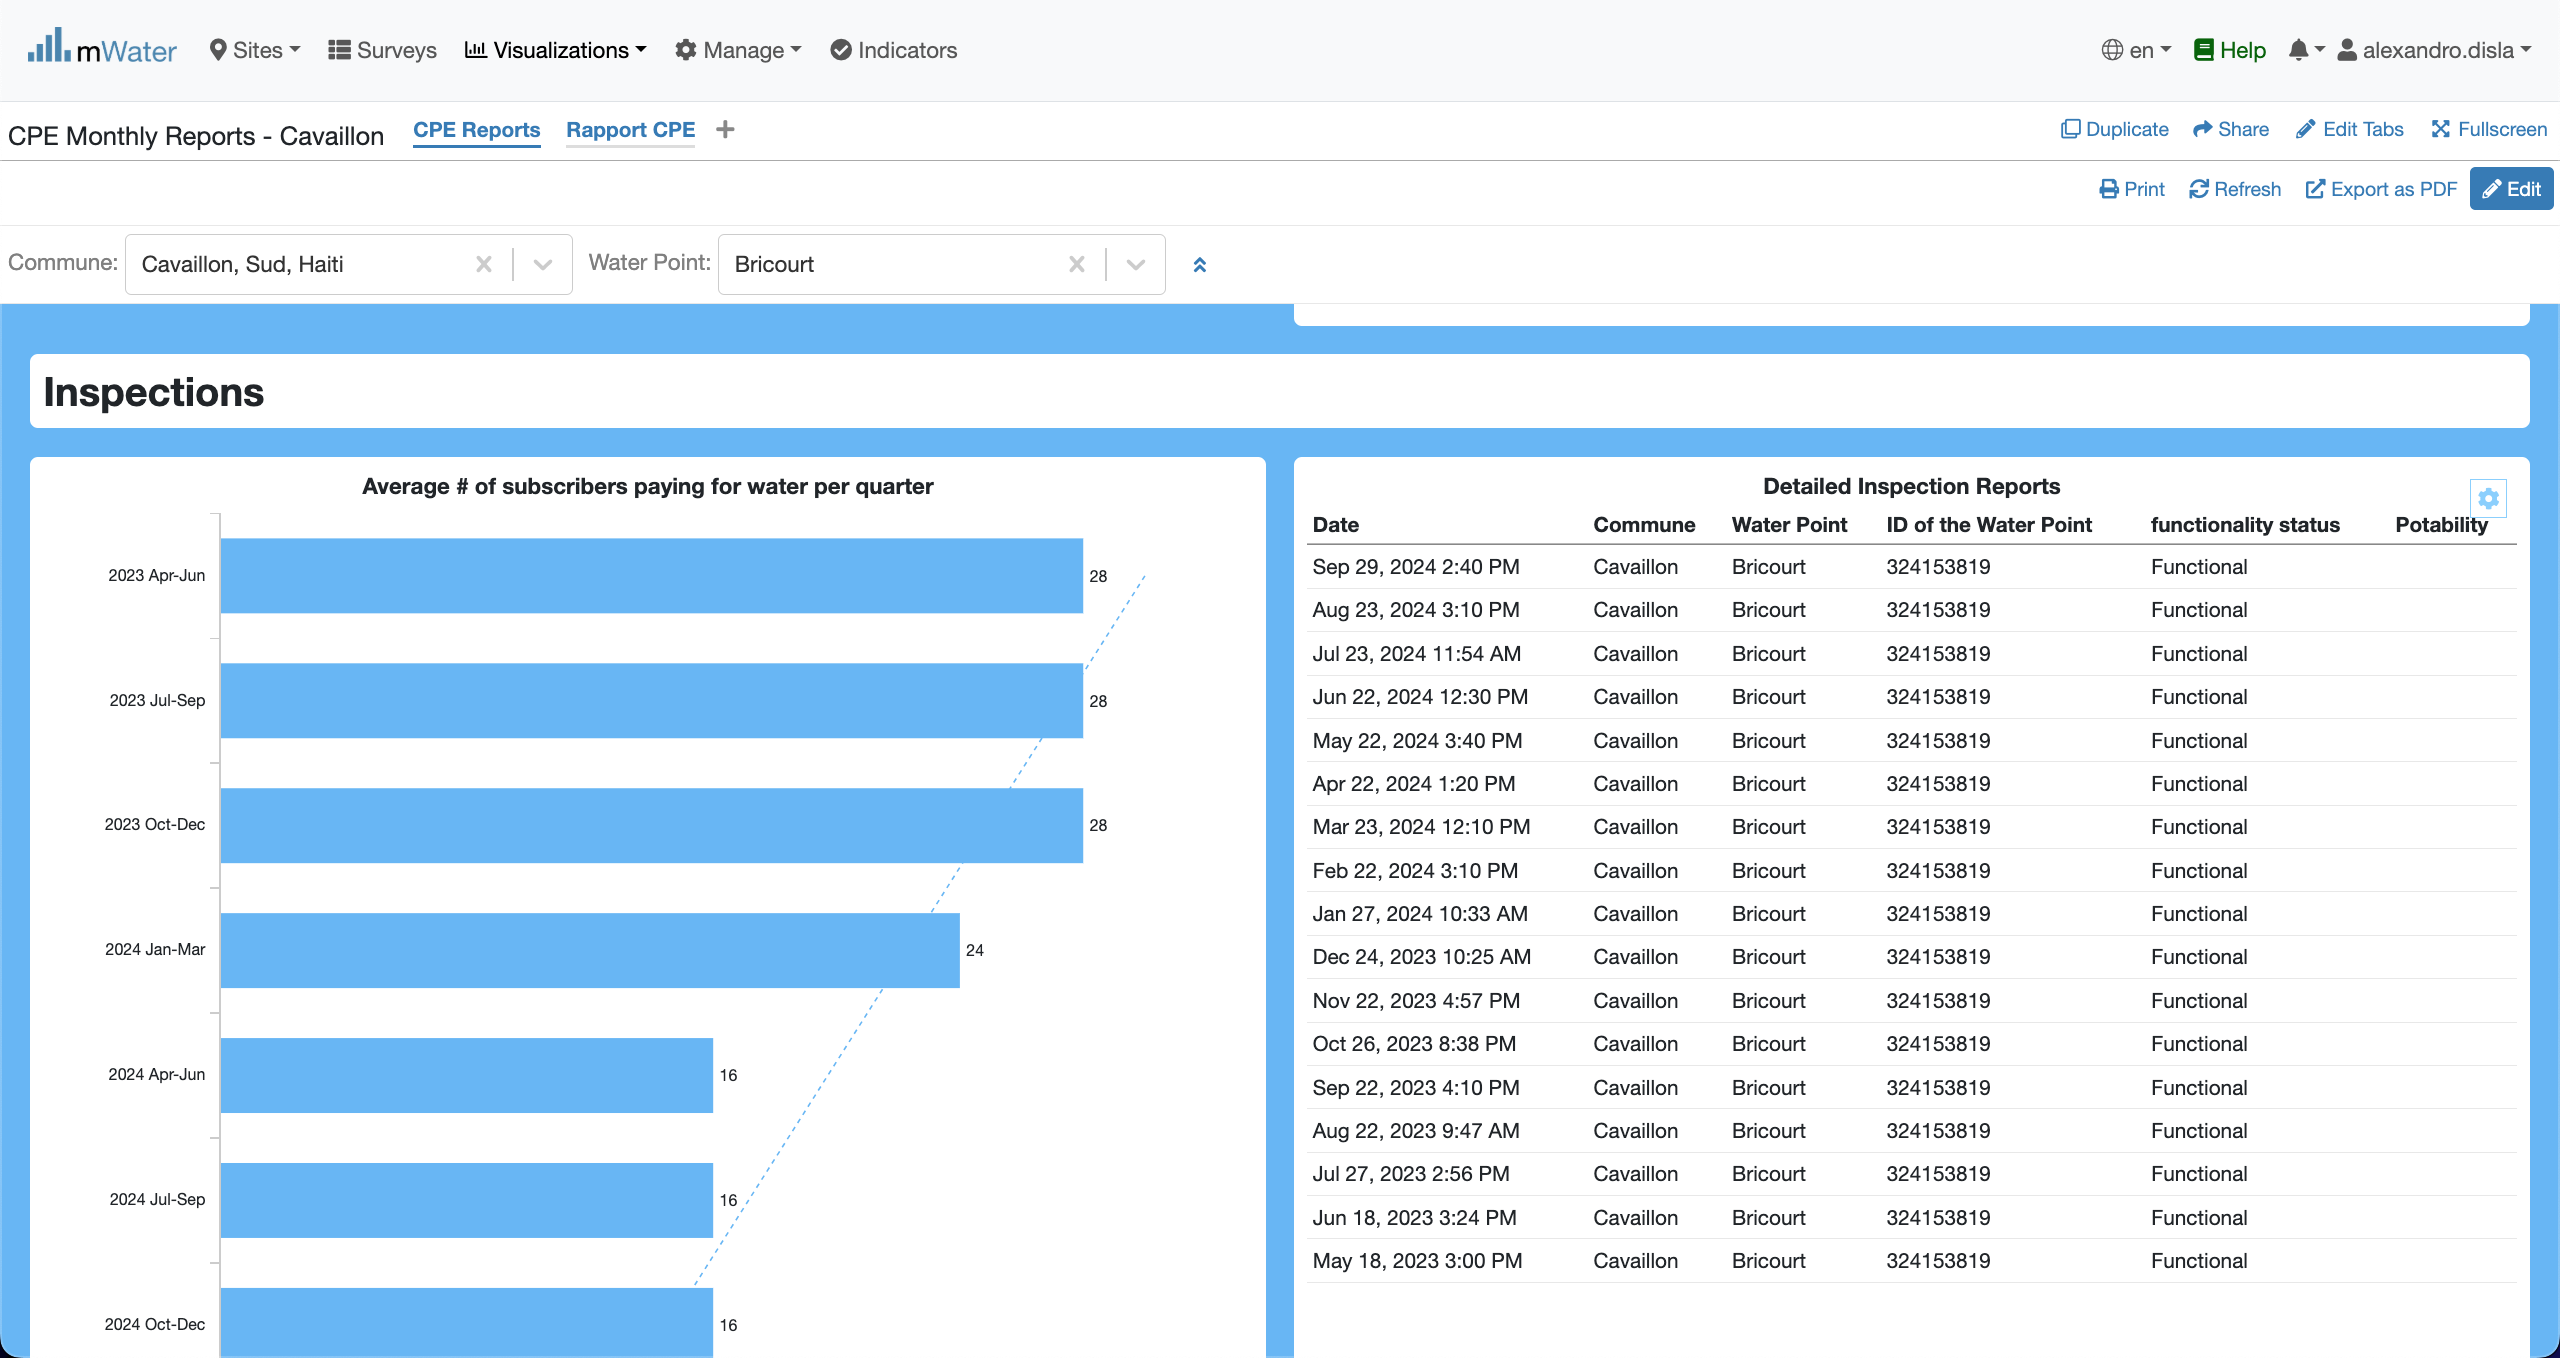 mWater Sites Surveys Visualizations Manage Indicators en Help alexandro.disla
CPE Monthly Reports - Cavaillon CPE Reports Rapport CPE + Duplicate Share Edit Tabs Fullscreen
Print Refresh Export as PDF Edit
Commune: Cavaillon, Sud, Haiti Water Point: Bricourt
Inspections
Average # of subscribers paying for water per quarter
2023 Apr-Jun 28
2023 Jul-Sep 28
2023 Oct-Dec 28
2024 Jan-Mar 24
2024 Apr-Jun 16
2024 Jul-Sep 16
2024 Oct-Dec 16
Detailed Inspection Reports
Date Commune Water Point ID of the Water Point functionality status Potability
Sep 29, 2024 2:40 PM Cavaillon Bricourt 324153819 Functional
Aug 23, 2024 3:10 PM Cavaillon Bricourt 324153819 Functional
Jul 23, 2024 11:54 AM Cavaillon Bricourt 324153819 Functional
Jun 22, 2024 12:30 PM Cavaillon Bricourt 324153819 Functional
May 22, 2024 3:40 PM Cavaillon Bricourt 324153819 Functional
Apr 22, 2024 1:20 PM Cavaillon Bricourt 324153819 Functional
Mar 23, 2024 12:10 PM Cavaillon Bricourt 324153819 Functional
Feb 22, 2024 3:10 PM Cavaillon Bricourt 324153819 Functional
Jan 27, 2024 10:33 AM Cavaillon Bricourt 324153819 Functional
Dec 24, 2023 10:25 AM Cavaillon Bricourt 324153819 Functional
Nov 22, 2023 4:57 PM Cavaillon Bricourt 324153819 Functional
Oct 26, 2023 8:38 PM Cavaillon Bricourt 324153819 Functional
Sep 22, 2023 4:10 PM Cavaillon Bricourt 324153819 Functional
Aug 22, 2023 9:47 AM Cavaillon Bricourt 324153819 Functional
Jul 27, 2023 2:56 PM Cavaillon Bricourt 324153819 Functional
Jun 18, 2023 3:24 PM Cavaillon Bricourt 324153819 Functional
May 18, 2023 3:00 PM Cavaillon Bricourt 324153819 Functional